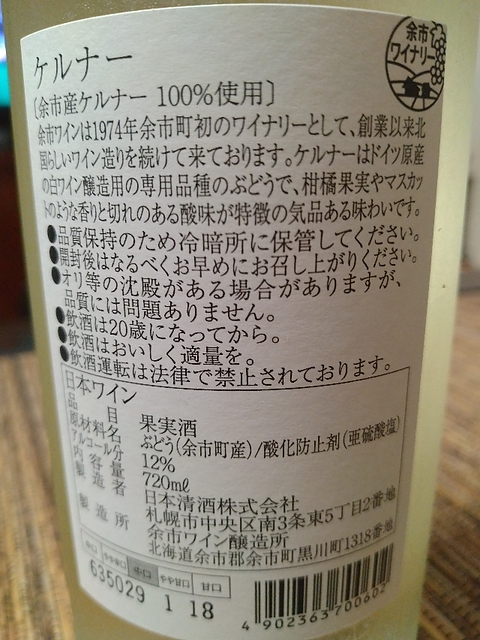 余市
ワイナリー
ケルナー
〔余市産ケルナー 100%使用〕
余市ワインは1974年余市町初のワイナリーとして、創業以来北
国らしいワイン造りを続けて来ております。ケルナーはドイツ原産
の白ワイン醸造用の専用品種のぶどうで、柑橘果実やマスカッ
トのような香りと切れのある酸味が特徴の気品ある味わいです。
●品質保持のため冷暗所に保管してください。
●開封後はなるべくお早めにお召し上がりください。
●オリ等の沈殿がある場合がありますが、
品質には問題ありません。
●飲酒は20歳になってから。
●飲酒はおいしく適量を。
●飲酒運転は法律で禁止されております。
日本ワイン
品目 果実酒
原材料名 ぶどう(余市町産)/酸化防止剤(亜硫酸塩)
アルコール分 12%
内容量 720ml
製造者 日本清酒株式会社
札幌市中央区南3条東5丁目2番地
製造所 余市ワイン醸造所
北海道余市郡余市町黒川町1318番地
辛口 やや辛口 中口 やや甘口 甘口
635029 1 18
4 902363 700602